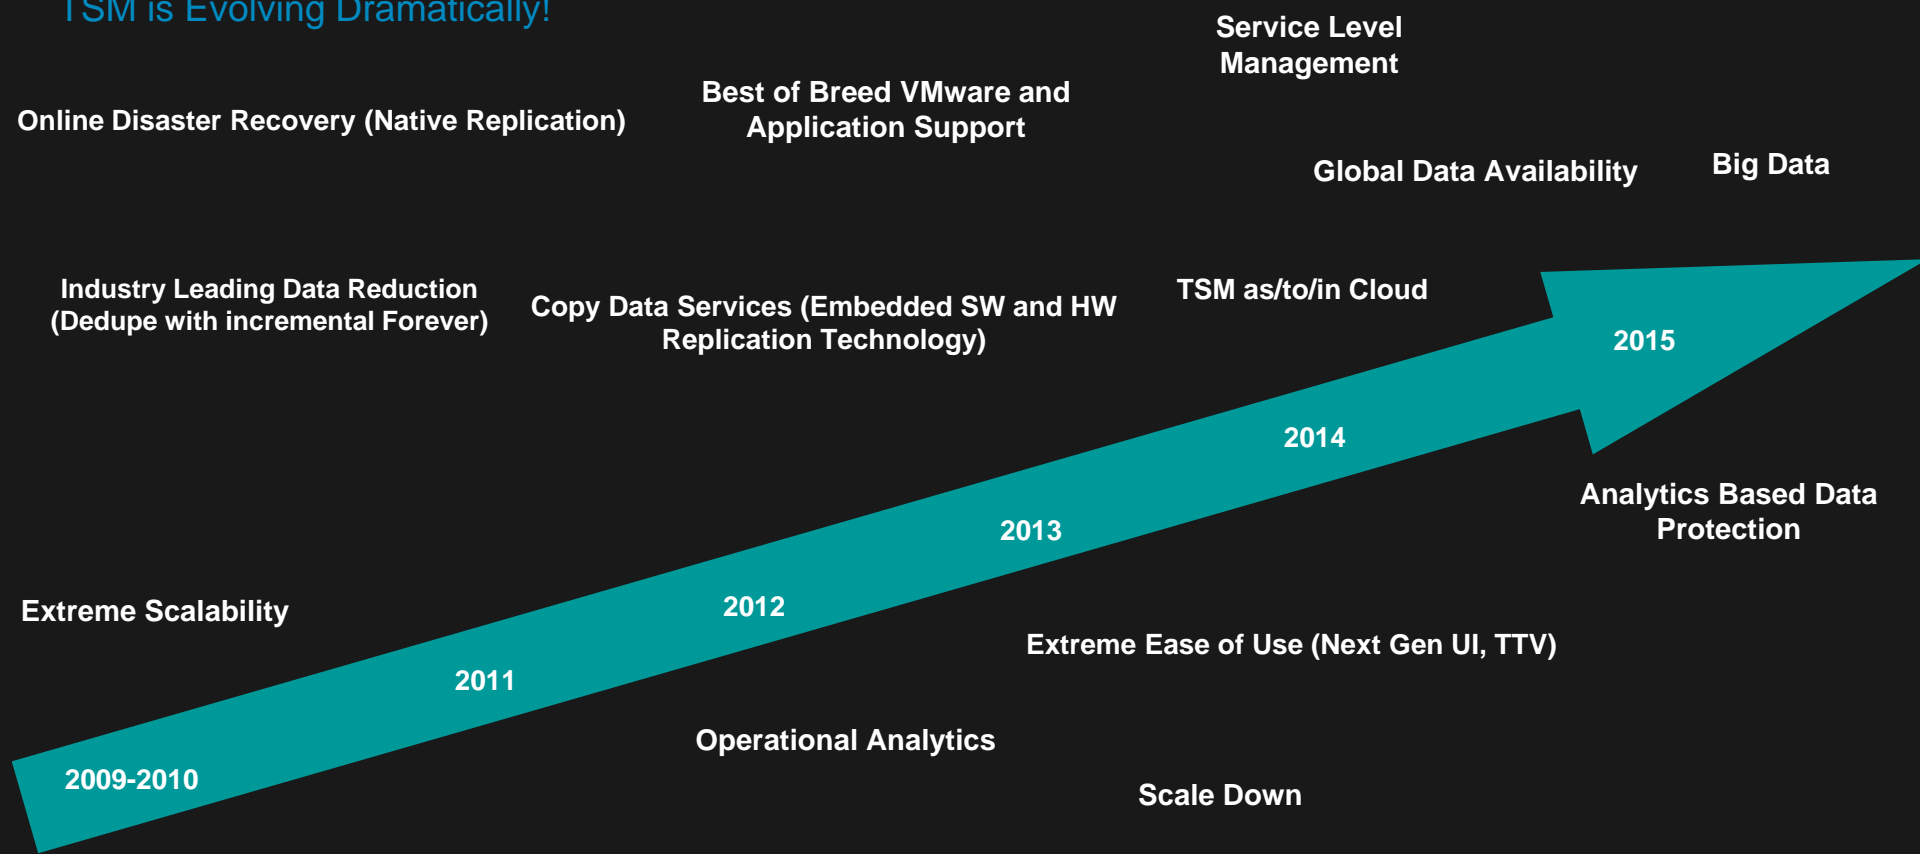 TSM is Evolving Dramatically!
Service Level
Management
Best of Breed VMware and
Application Support
Online Disaster Recovery (Native Replication)
Global Data Availability
Big Data
Industry Leading Data Reduction
(Dedupe with incremental Forever)
Copy Data Services (Embedded SW and HW
Replication Technology)
TSM as/to/in Cloud
2015
2014
Analytics Based Data
Protection
2013
2012
Extreme Scalability
Extreme Ease of Use (Next Gen UI, TTV)
2011
Operational Analytics
2009-2010
Scale Down